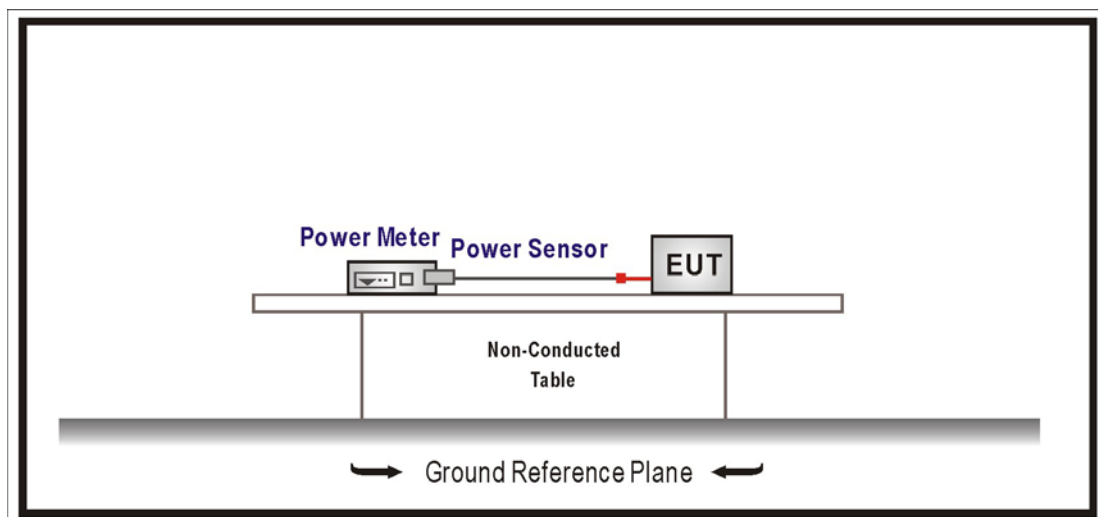 Power Meter
Power Sensor
EUT
Non-Conducted
Table
Ground Reference Plane